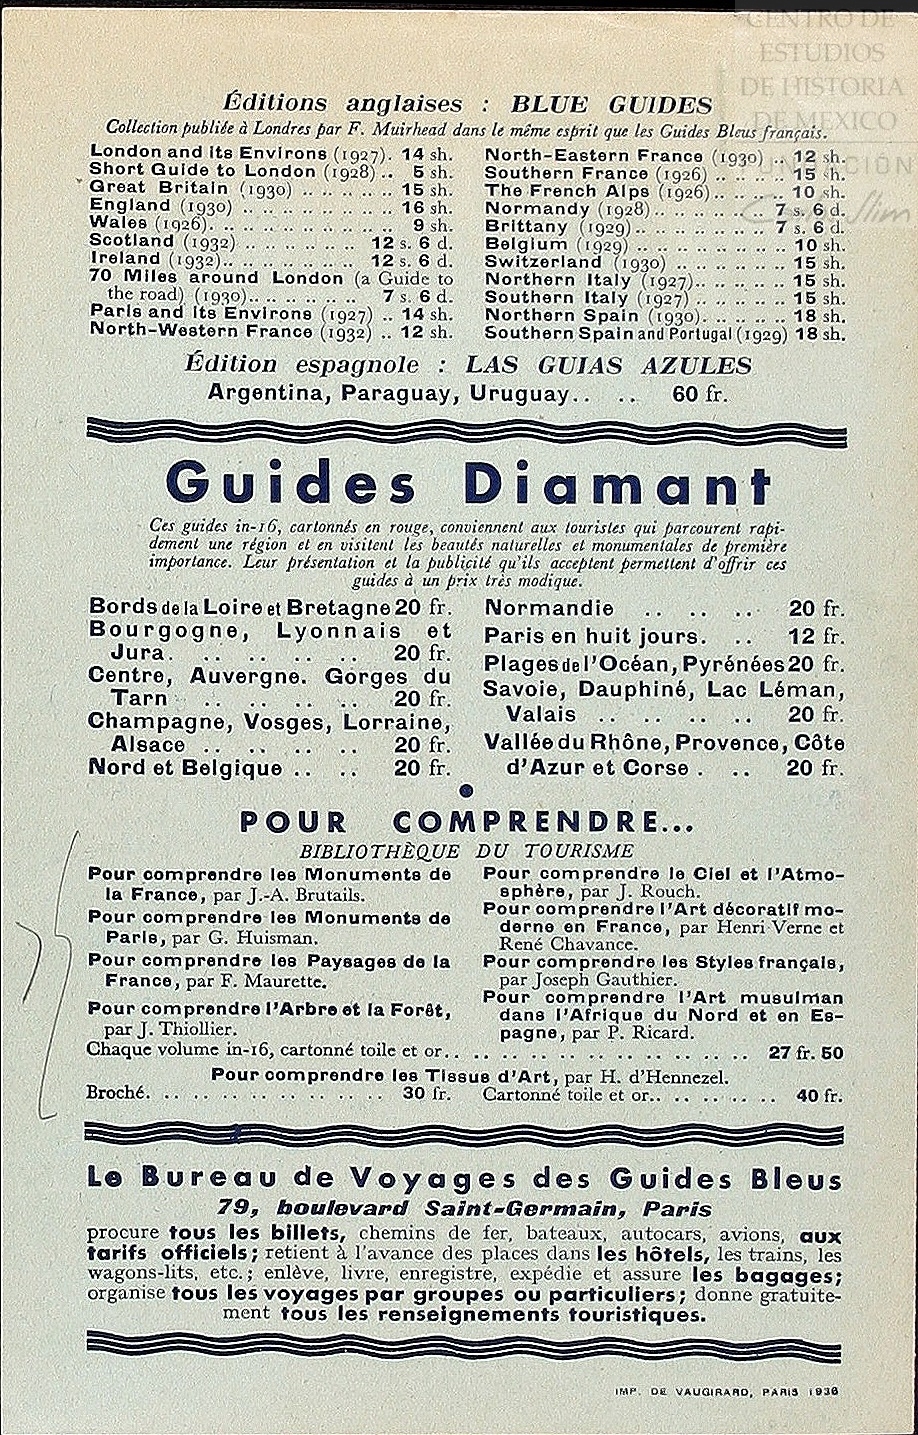 CENTRO DE
ESTUDIOS
DE HISTORIA
DE MEXICO
FUNDACIÓN
Carlos Slim
Éditions anglaises : BLUE GUIDES
Collection publiée à Londres par F. Muirhead dans le même esprit que les Guides Bleus français.
London and its Environs (1927). 14 sh.
Short Guide to London (1928) .. 5 sh.
Great Britain (1930) .. .. .. .. .. 15 sh.
England (1930) .. .. .. .. .. .. .. 16 sh.
Wales (1926). .. .. .. .. .. .. .. 9 sh.
Scotland (1932) .. .. .. .. .. 12 s. 6 d.
Ireland (1932).. .. .. .. .. .. 12 s. 6 d.
70 Miles around London (a Guide to
the road) (1930).. .. .. .. .. 7 s. 6 d.
Paris and its Environs (1927) .. 14 sh.
North-Western France (1932) .. 12 sh.
North-Eastern France (1930) .. 12 sh.
Southern France (1926) .. .. .. .. 15 sh.
The French Alps (1926).. .. .. .. 10 sh.
Normandy (1928).. .. .. .. .. 7 s. 6 d.
Brittany (1929).. .. .. .. .. .. 7 s. 6 d.
Belgium (1929) .. .. .. .. .. .. .. 10 sh.
Switzerland (1930) .. .. .. .. .. 15 sh.
Northern Italy (1927).. .. .. .. .. 15 sh.
Southern Italy (1927) .. .. .. .. .. 15 sh.
Northern Spain (1930). .. .. .. .. 18 sh.
Southern Spain and Portugal (1929) 18 sh.
Édition espagnole : LAS GUIAS AZULES
Argentina, Paraguay, Uruguay.. .. 60 fr.
Guides Diamant
Ces guides in-16, cartonnés en rouge, conviennent aux touristes qui parcourent rapi-
dement une région et en visitent les beautés naturelles et monumentales de première
importance. Leur présentation et la publicité qu'ils acceptent permettent d'offrir ces
guides à un prix très modique.
Bords de la Loire et Bretagne 20 fr.
Bourgogne, Lyonnais et
Jura. .. .. .. .. .. 20 fr.
Centre, Auvergne. Gorges du
Tarn .. .. .. .. .. 20 fr.
Champagne, Vosges, Lorraine,
Alsace .. .. .. .. .. 20 fr.
Nord et Belgique .. .. 20 fr.
Normandie .. .. .. .. 20 fr.
Paris en huit jours. .. .. 12 fr.
Plages de l'Océan, Pyrénées 20 fr.
Savoie, Dauphiné, Lac Léman,
Valais .. .. .. .. .. 20 fr.
Vallée du Rhône, Provence, Côte
d'Azur et Corse . .. 20 fr.
POUR COMPRENDRE...
BIBLIOTHÈQUE DU TOURISME
Pour comprendre les Monuments de
la France, par J.-A. Brutails.
Pour comprendre les Monuments de
Paris, par G. Huisman.
Pour comprendre les Paysages de la
France, par F. Maurette.
Pour comprendre l'Arbre et la Forêt,
par J. Thiollier.
Pour comprendre le Ciel et l'Atmo-
sphère, par J. Rouch.
Pour comprendre l'Art décoratif mo-
derne en France, par Henri Verne et
René Chavance.
Pour comprendre les Styles français,
par Joseph Gauthier.
Pour comprendre l'Art musulman
dans l'Afrique du Nord et en Es-
pagne, par P. Ricard.
Chaque volume in-16, cartonné toile et or.. .. .. .. .. .. .. .. .. .. .. .. 27 fr. 50
Pour comprendre les Tissus d'Art, par H. d'Hennezel.
Broché. .. .. .. .. .. .. .. .. 30 fr. Cartonné toile et or.. .. .. .. .. 40 fr.
Le Bureau de Voyages des Guides Bleus
79, boulevard Saint-Germain, Paris
procure tous les billets, chemins de fer, bateaux, autocars, avions, aux
tarifs officiels; retient à l'avance des places dans les hôtels, les trains, les
wagons-lits, etc.; enlève, livre, enregistre, expédie et assure les bagages;
organise tous les voyages par groupes ou particuliers; donne gratuite-
ment tous les renseignements touristiques.
IMP. DE VAUGIRARD, PARIS 1936